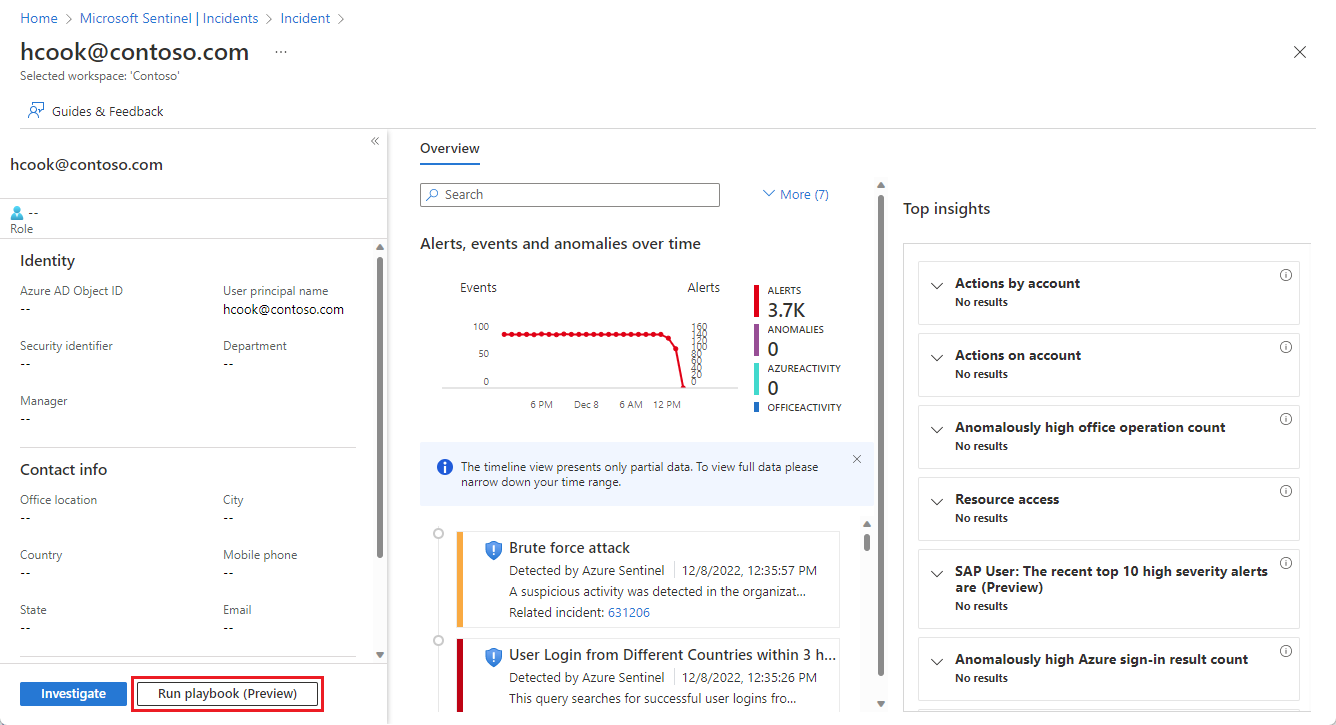 Home > Microsoft Sentinel | Incidents > Incident >
hcook@contoso.com ...
Selected workspace: 'Contoso'
Guides & Feedback
«
hcook@contoso.com
--
Role
Identity
Azure AD Object ID
--
User principal name
hcook@contoso.com
Security identifier
--
Department
--
Manager
--
Contact info
Office location
--
City
--
Country
--
Mobile phone
--
State
--
Email
--
Investigate
Run playbook (Preview)
Overview
Search
More (7)
Alerts, events and anomalies over time
Events
Alerts
100
50
0
160
140
120
100
80
60
40
20
0
6 PM
Dec 8
6 AM
12 PM
ALERTS
3.7K
ANOMALIES
0
AZUREACTIVITY
0
OFFICEACTIVITY
The timeline view presents only partial data. To view full data please
narrow down your time range.
Brute force attack
Detected by Azure Sentinel | 12/8/2022, 12:35:57 PM
A suspicious activity was detected in the organizat...
Related incident: 631206
User Login from Different Countries within 3 h...
Detected by Azure Sentinel | 12/8/2022, 12:35:26 PM
This query searches for successful user logins fro...
Top insights
Actions by account
No results
Actions on account
No results
Anomalously high office operation count
No results
Resource access
No results
SAP User: The recent top 10 high severity alerts
are (Preview)
No results
Anomalously high Azure sign-in result count
No results